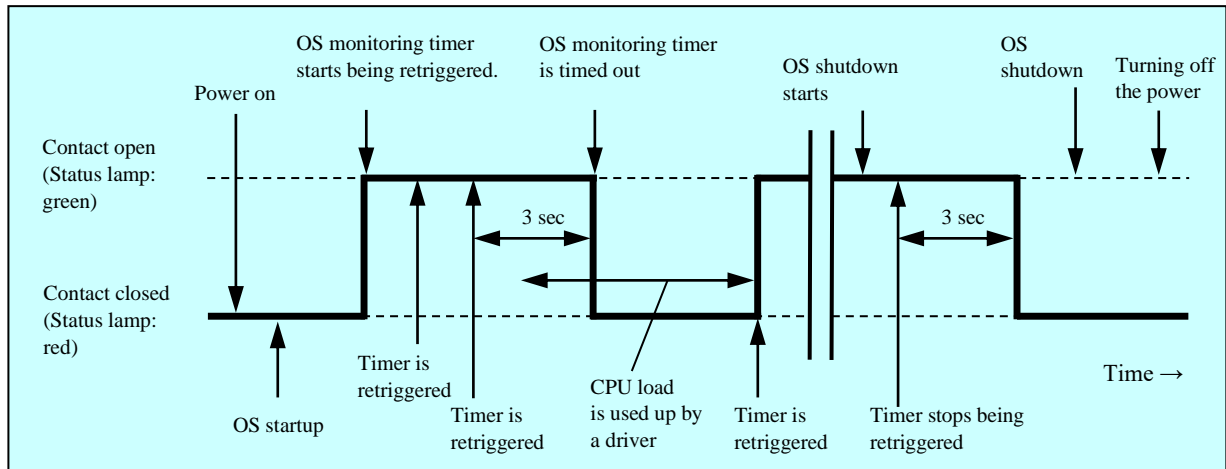 OS monitoring timer
starts being retriggered.
OS monitoring timer
is timed out
OS shutdown
starts
OS
shutdown
Turning off
the power
Power on
Contact open
(Status lamp:
green)
3 sec
3 sec
Contact closed
(Status lamp:
red)
Timer is
retriggered
OS startup
Timer is
retriggered
CPU load
is used up by
a driver
Timer is
retriggered
Timer stops being
retriggered
Time →